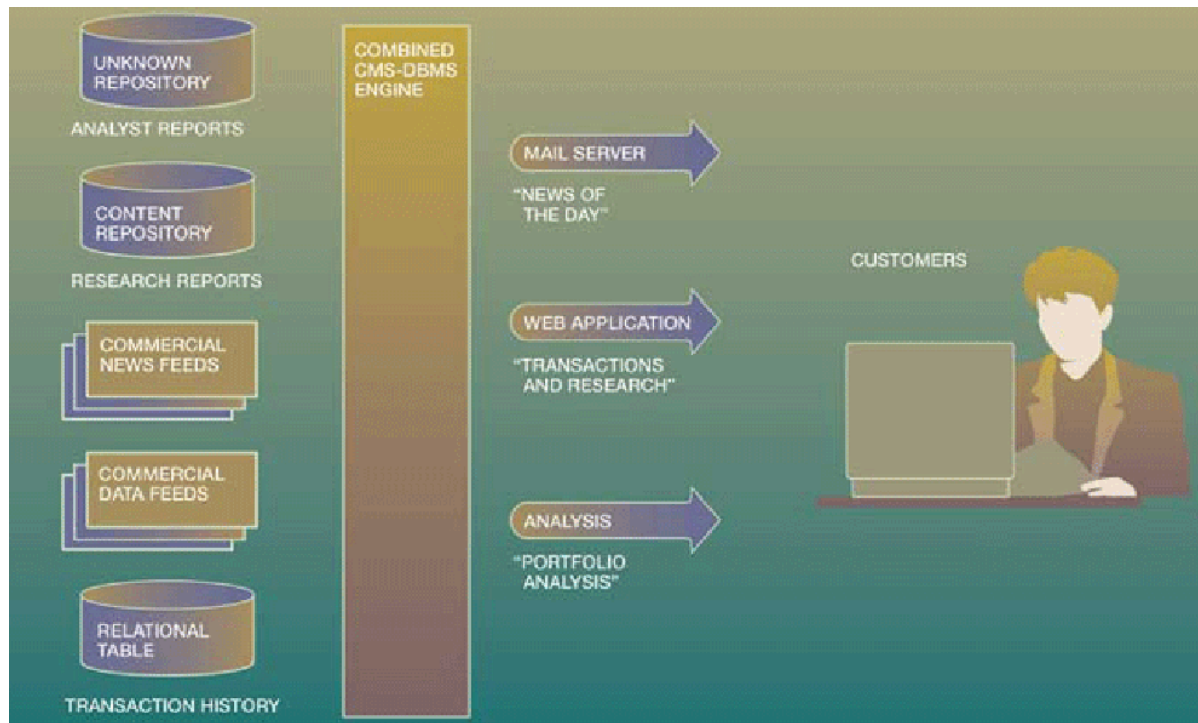 UNKNOWN
REPOSITORY
ANALYST REPORTS
CONTENT
REPOSITORY
RESEARCH REPORTS
COMMERCIAL
NEWS FEEDS
COMMERCIAL
DATA FEEDS
RELATIONAL
TABLE
TRANSACTION HISTORY
COMBINED
CMS-DBMS
ENGINE
MAIL SERVER
“NEWS OF
THE DAY”
WEB APPLICATION
“TRANSACTIONS
AND RESEARCH”
ANALYSIS
“PORTFOLIO
ANALYSIS”
CUSTOMERS